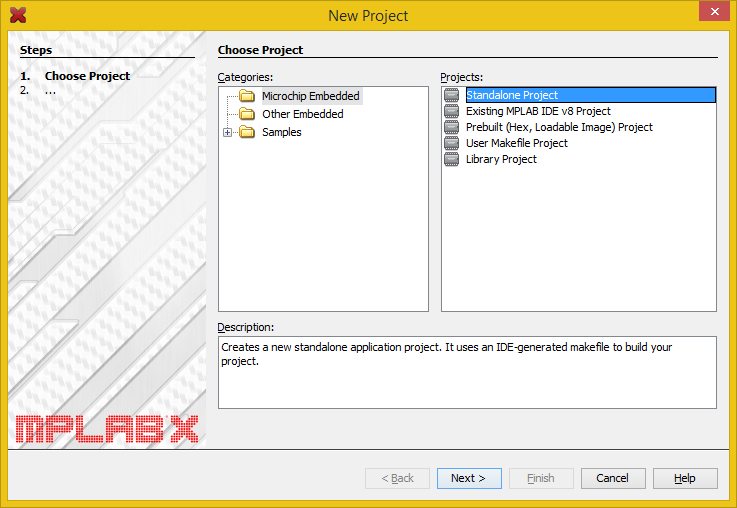 New Project
Steps
1. Choose Project
2. ...
Choose Project
Categories:
Microchip Embedded
Other Embedded
Samples
Projects:
Standalone Project
Existing MPLAB IDE v8 Project
Prebuilt (Hex, Loadable Image) Project
User Makefile Project
Library Project
Description:
Creates a new standalone application project. It uses an IDE-generated makefile to build your
project.
MPLAB X
< Back
Next >
Finish
Cancel
Help